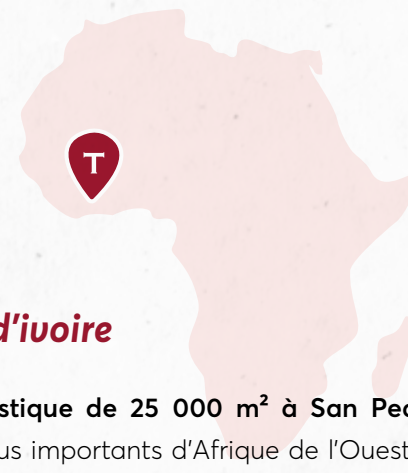 T
d'ivoire
stique de 25 000 m² à San Pe
us importants d'Afrique de l'Ouest